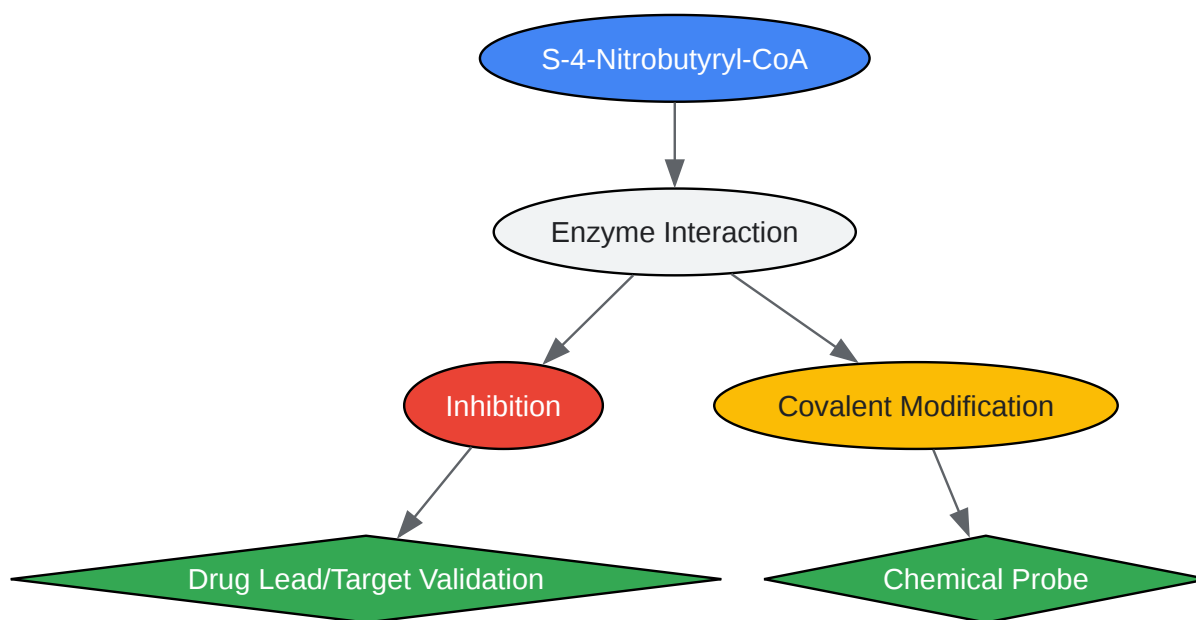 S-4-Nitrobutyryl-CoA
Enzyme Interaction
Inhibition
Covalent Modification
Drug Lead/Target Validation
Chemical Probe